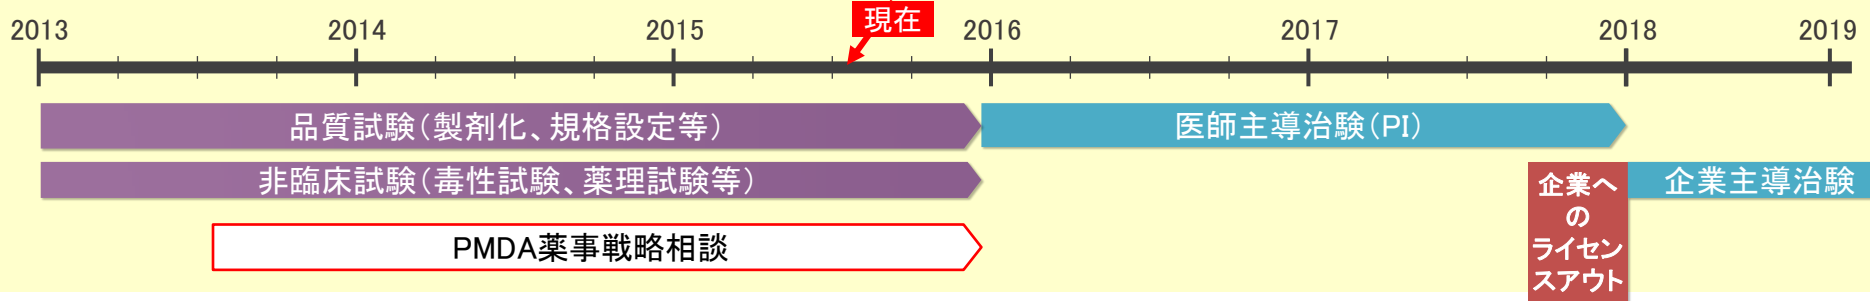 現在
2013 2014 2015 2016 2017 2018 2019
品質試験(製剤化、規格設定等)
医師主導治験(PI)
非臨床試験(毒性試験、薬理試験等)
企業へ
の
ライセン
スアウト
企業主導治験
PMDA薬事戦略相談